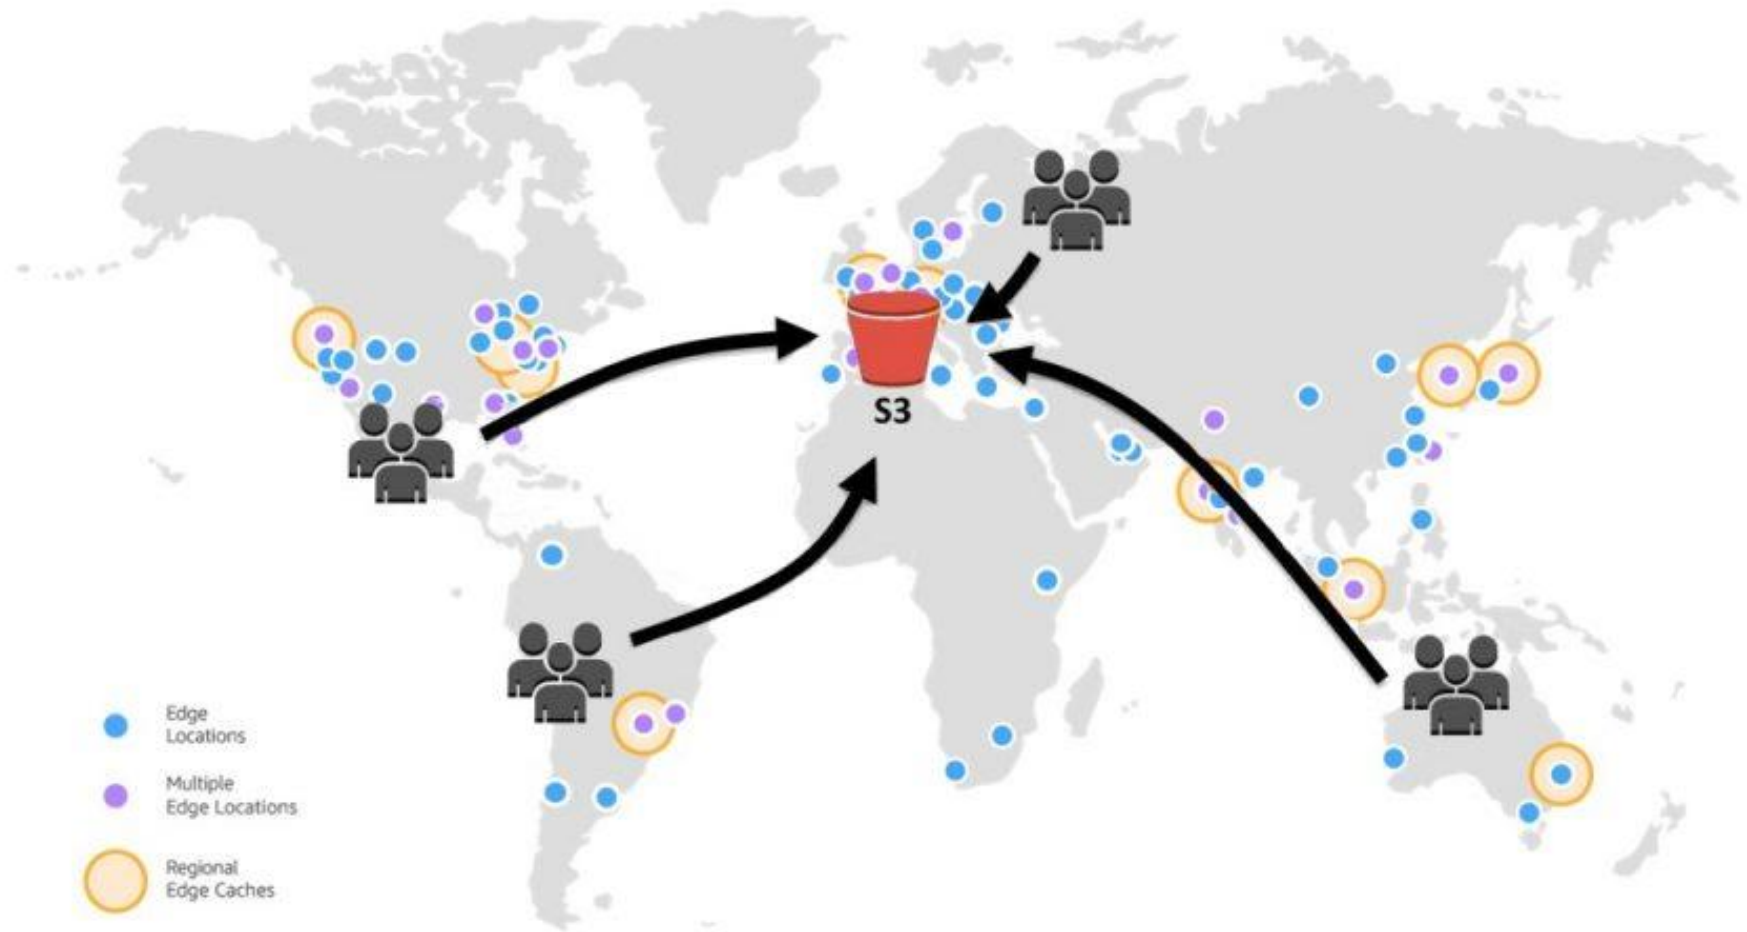 S3
Edge
Locations
Multiple
Edge Locations
Regional
Edge Caches